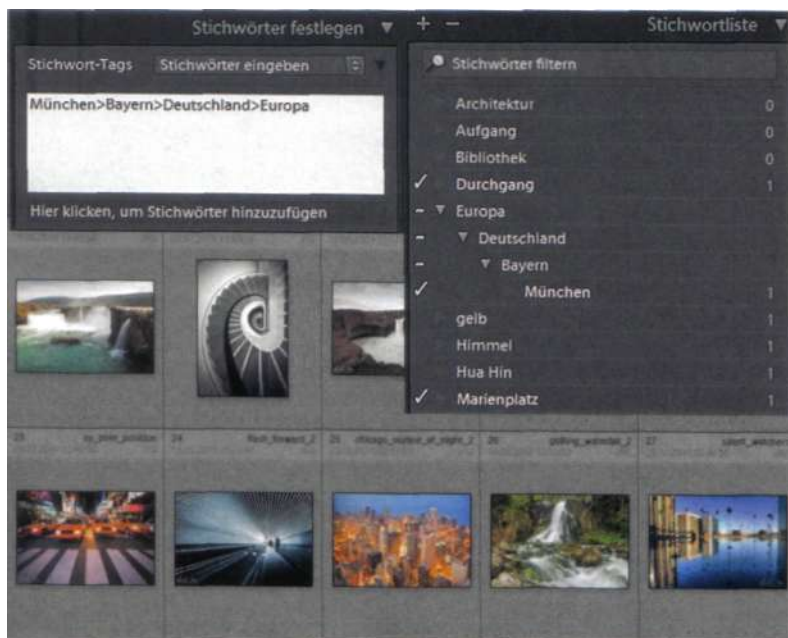 Stichwörter festlegen
Stichwort-Tags Stichwörter eingeben
München>Bayern>Deutschland>Europa
Hier klicken, um Stichwörter hinzuzufügen
+ − Stichwortliste
Stichwörter filtern
Architektur 0
Aufgang 0
Bibliothek 0
Durchgang 1
Europa
Deutschland
Bayern
München 1
gelb 1
Himmel 1
Hua Hin 1
Marienplatz 1
24 flash_forward_2
25
26
27